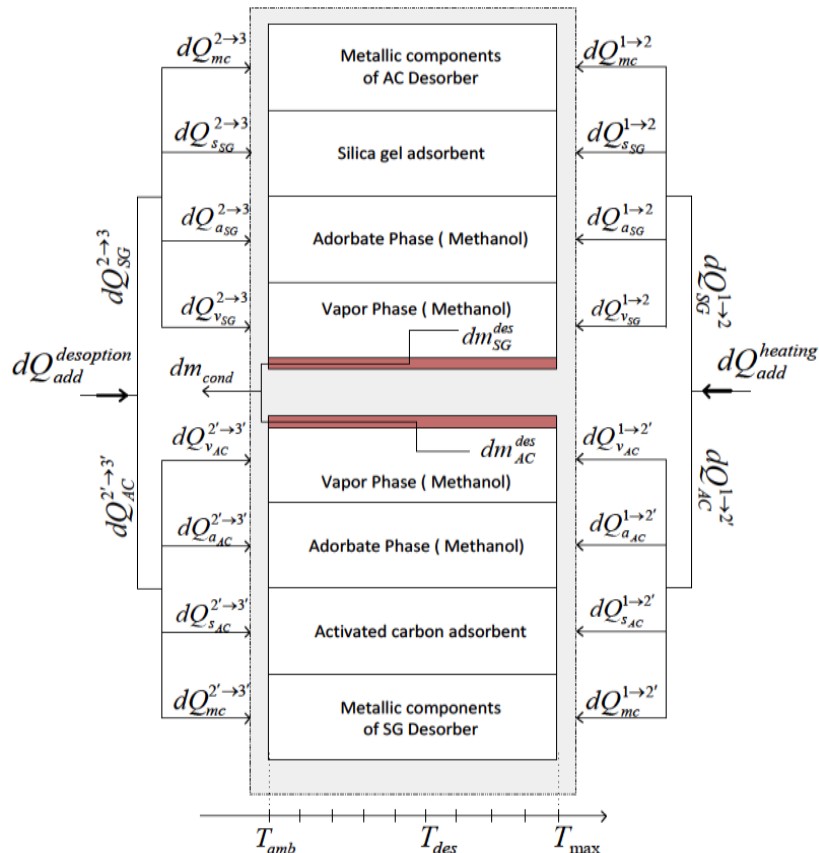 dQ_{mc}^{2→3}
Metallic components
of AC Desorber
dQ_{mc}^{1→2}
dQ_{s_{SG}}^{2→3}
Silica gel adsorbent
dQ_{s_{SG}}^{1→2}
dQ_{SG}^{2→3}
dQ_{a_{SG}}^{2→3}
Adorbate Phase ( Methanol)
dQ_{a_{SG}}^{1→2}
dQ_{SG}^{1→2}
dQ_{v_{SG}}^{2→3}
Vapor Phase ( Methanol)
dQ_{v_{SG}}^{1→2}
dm_{SG}^{des}
dQ_{add}^{desoption}
dm_{cond}
dQ_{add}^{heating}
dQ_{v_{AC}}^{2'→3'}
dm_{AC}^{des}
dQ_{v_{AC}}^{1→2'}
dQ_{AC}^{2'→3'}
Vapor Phase ( Methanol)
dQ_{AC}^{1→2'}
dQ_{a_{AC}}^{2'→3'}
Adorbate Phase ( Methanol)
dQ_{a_{AC}}^{1→2'}
dQ_{s_{AC}}^{2'→3'}
Activated carbon adsorbent
dQ_{s_{AC}}^{1→2'}
dQ_{mc}^{2'→3'}
Metallic components
of SG Desorber
dQ_{mc}^{1→2'}
T_{amb}
T_{des}
T_{max}